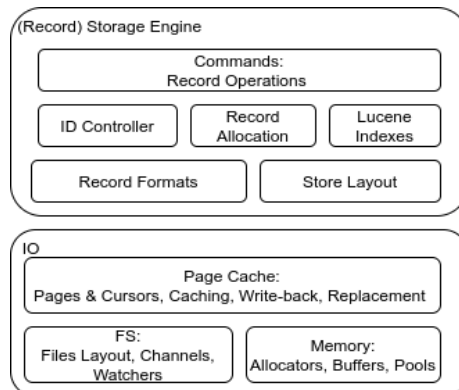 (Record) Storage Engine
Commands:
Record Operations
ID Controller
Record
Allocation
Lucene
Indexes
Record Formats
Store Layout
IO
Page Cache:
Pages & Cursors, Caching, Write-back, Replacement
FS:
Files Layout, Channels,
Watchers
Memory:
Allocators, Buffers, Pools